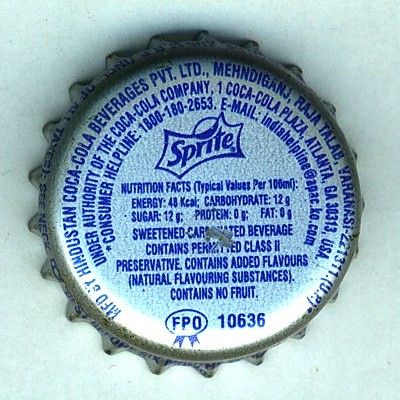 MFD BY HINDUSTAN COCA-COLA BEVERAGES PVT. LTD., MEHNDIGANJ, RAJA TALAB, VARANASI-221311 (U.P.)
UNDER AUTHORITY OF THE COCA-COLA COMPANY, 1 COCA-COLA PLAZA, ATLANTA, GA 30313, USA.
*CONSUMER HELPLINE: 1800-180-2653. E-MAIL: indiahelpline@apac.ko.com
Sprite
NUTRITION FACTS (Typical Values Per 100ml):
ENERGY: 48 Kcal; CARBOHYDRATE: 12 g
SUGAR: 12 g; PROTEIN: 0 g; FAT: 0 g
SWEETENED CARBONATED BEVERAGE
CONTAINS PERMITTED CLASS II
PRESERVATIVE. CONTAINS ADDED FLAVOURS
(NATURAL FLAVOURING SUBSTANCES).
CONTAINS NO FRUIT.
FPO 10636